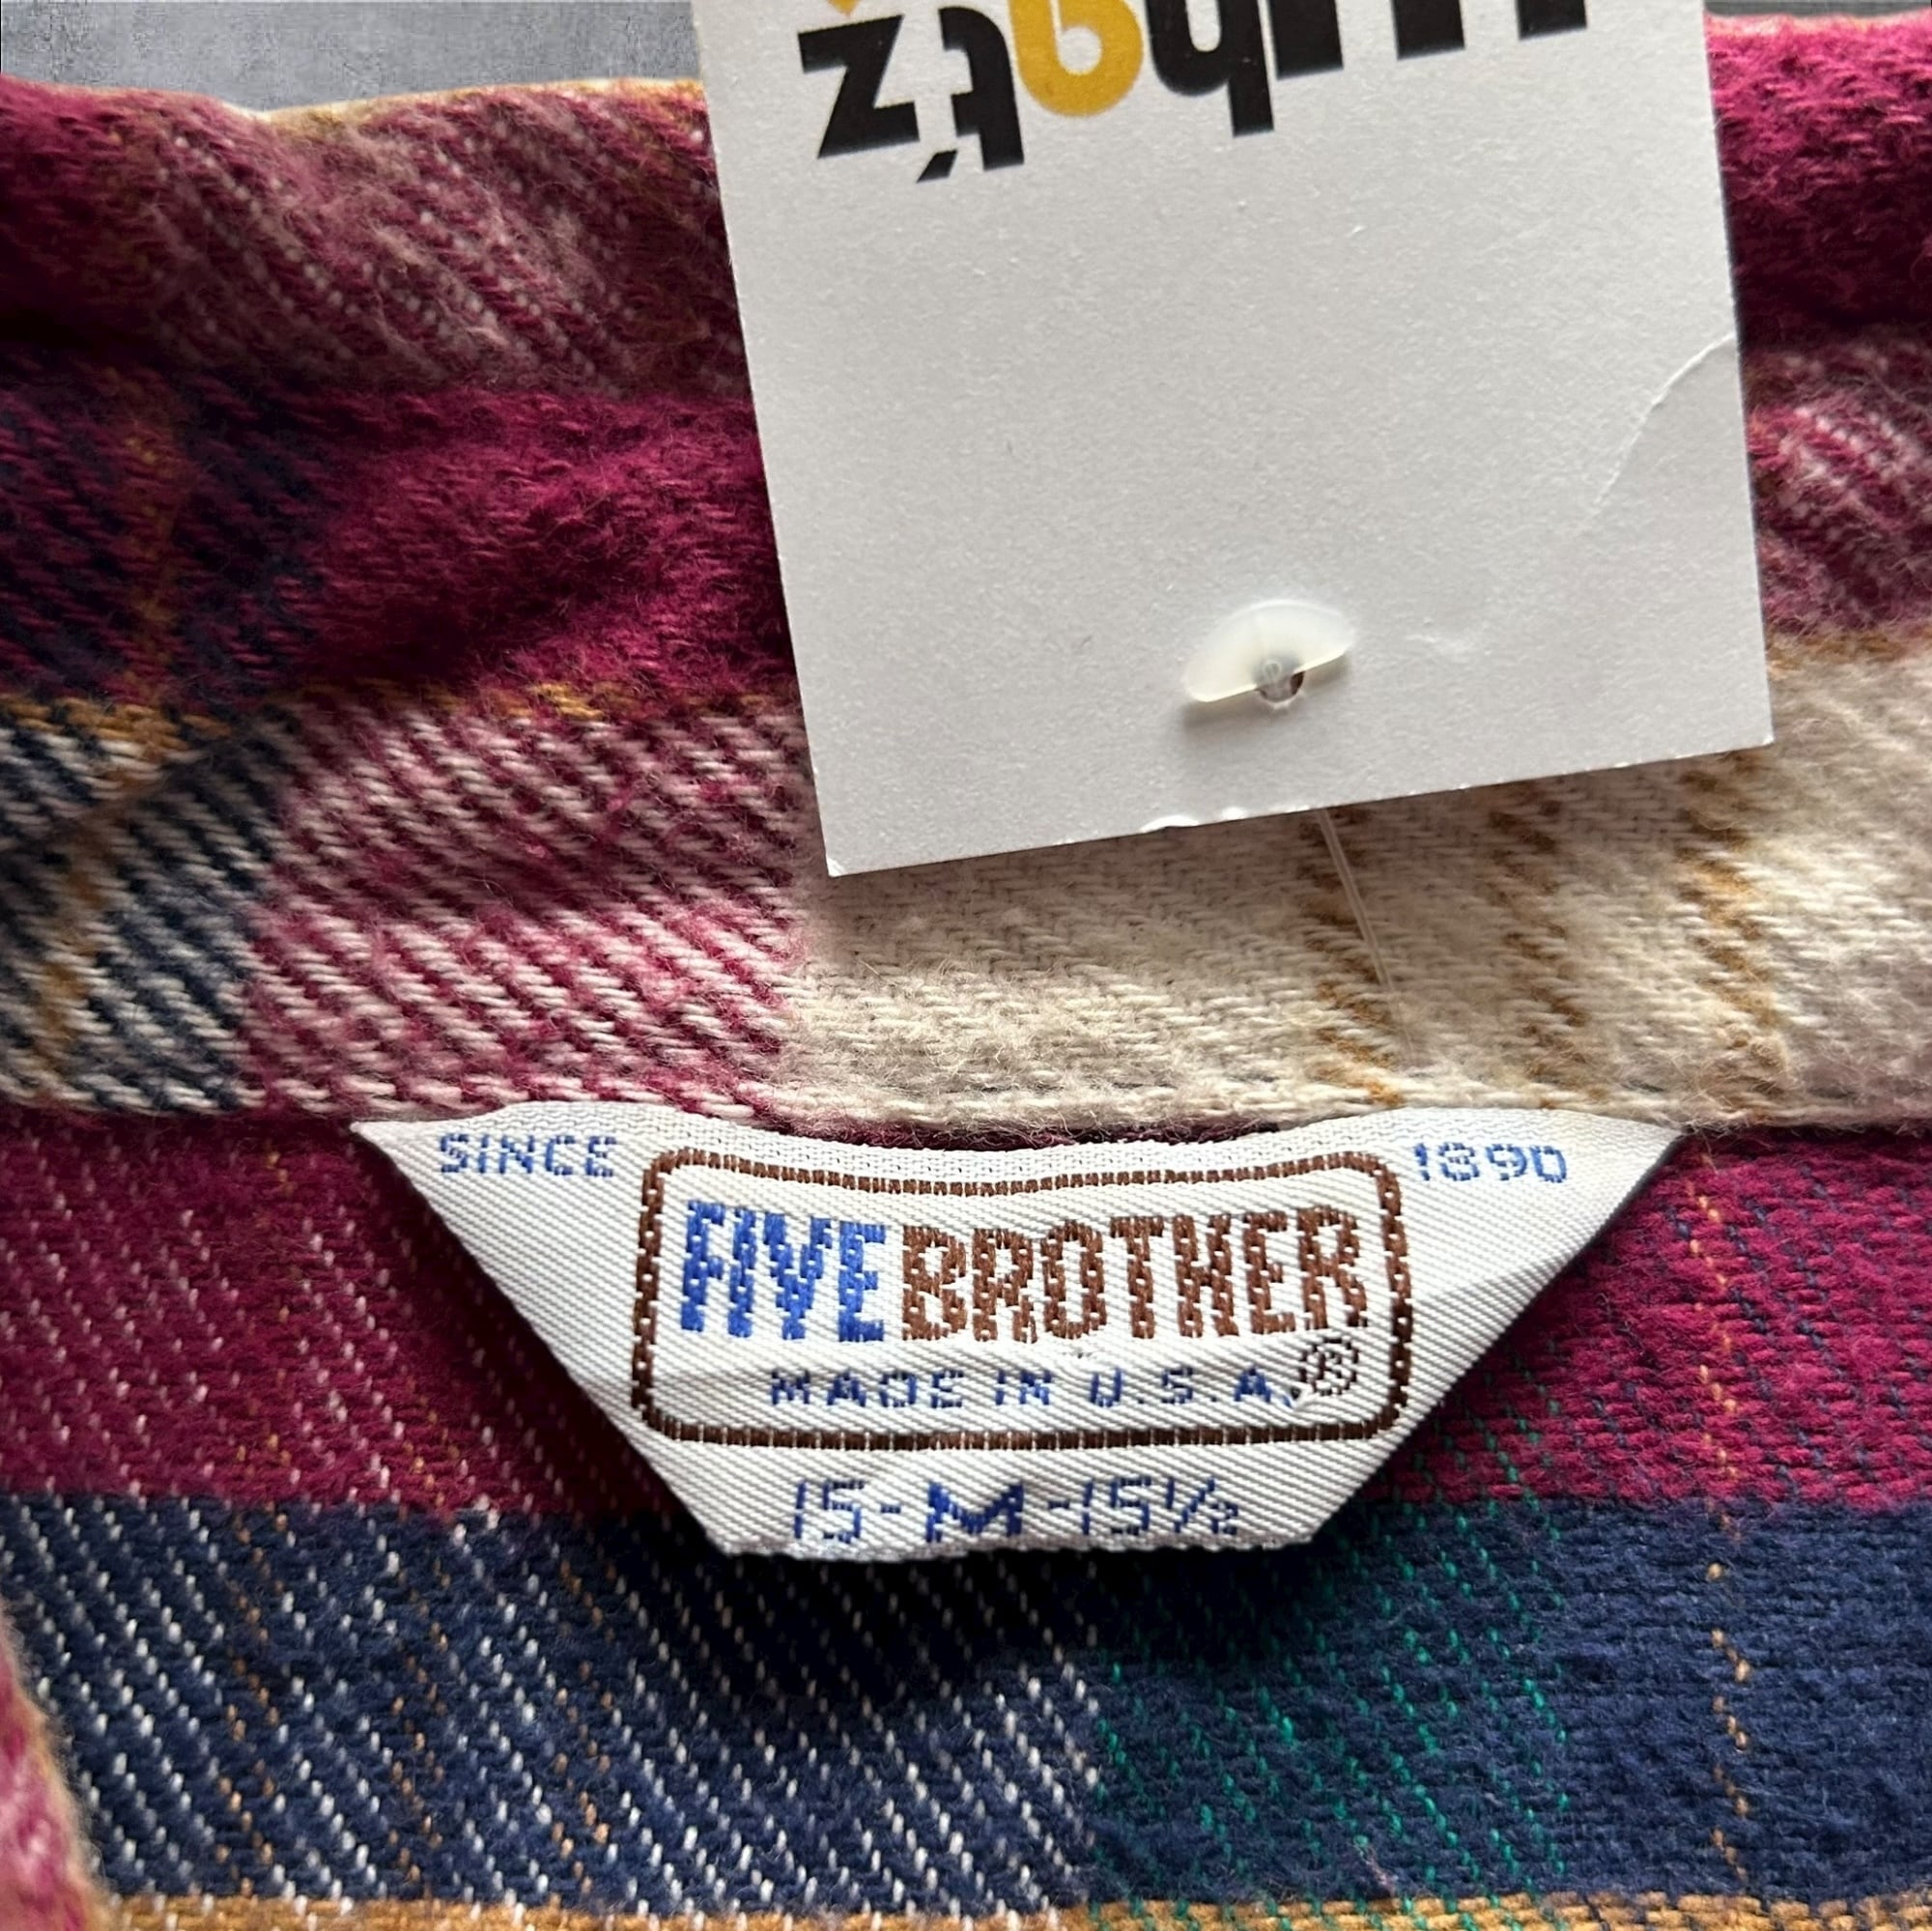 SINCE 1890
FIVE BROTHER
MADE IN U.S.A. ®
15-M-15½